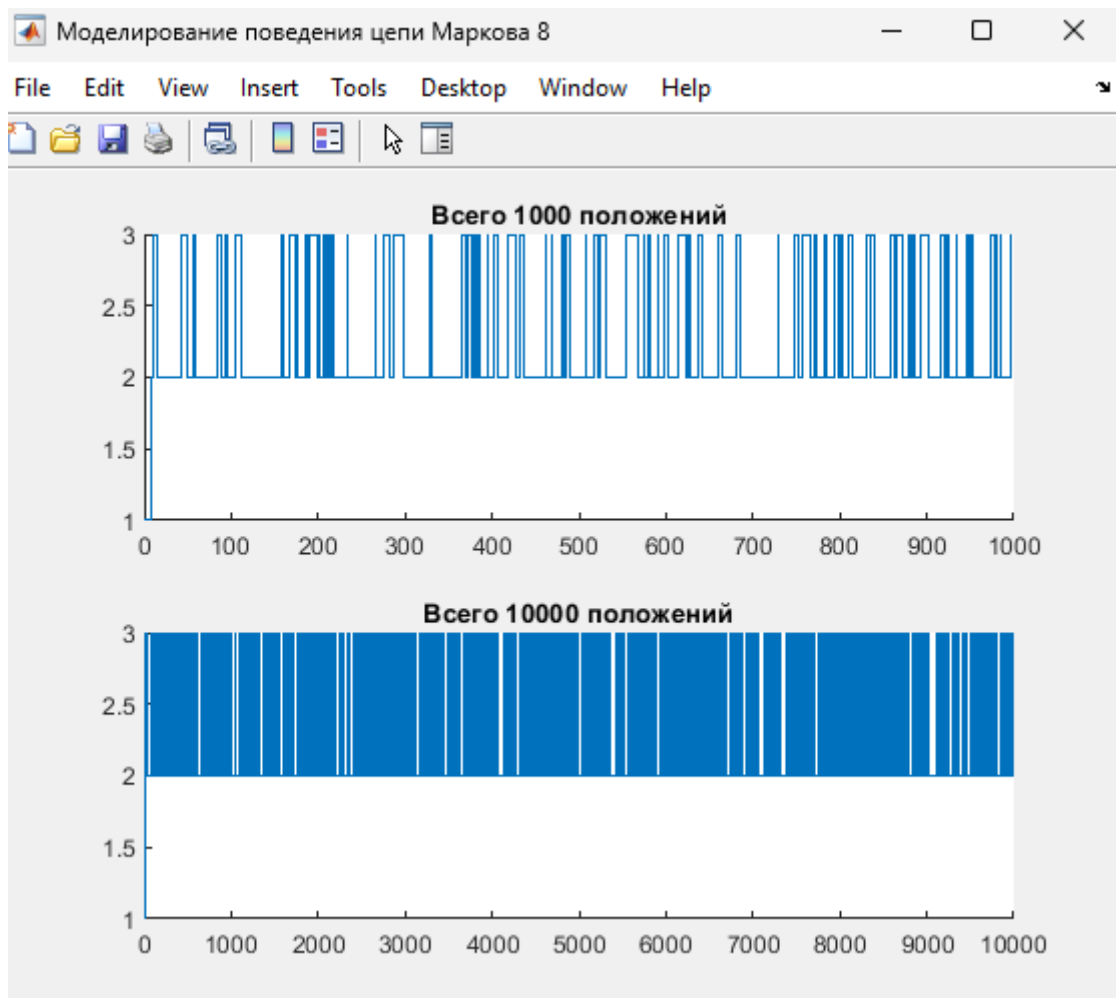 Моделирование поведения цепи Маркова 8
File Edit View Insert Tools Desktop Window Help
Всего 1000 положений
3
2.5
2
1.5
1
0 100 200 300 400 500 600 700 800 900 1000
Всего 10000 положений
3
2.5
2
1.5
1
0 1000 2000 3000 4000 5000 6000 7000 8000 9000 10000